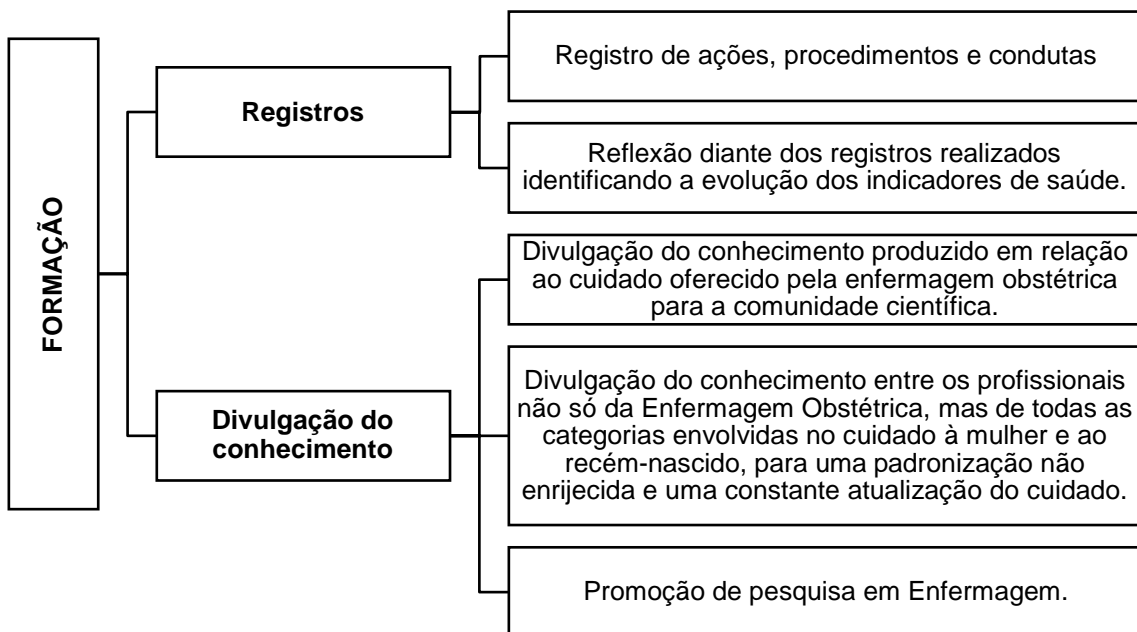 FORMAÇÃO
Registros
Registro de ações, procedimentos e condutas
Reflexão diante dos registros realizados
identificando a evolução dos indicadores de saúde.
Divulgação do
conhecimento
Divulgação do conhecimento produzido em relação
ao cuidado oferecido pela enfermagem obstétrica
para a comunidade científica.
Divulgação do conhecimento entre os profissionais
não só da Enfermagem Obstétrica, mas de todas as
categorias envolvidas no cuidado à mulher e ao
recém-nascido, para uma padronização não
enrijecida e uma constante atualização do cuidado.
Promoção de pesquisa em Enfermagem.